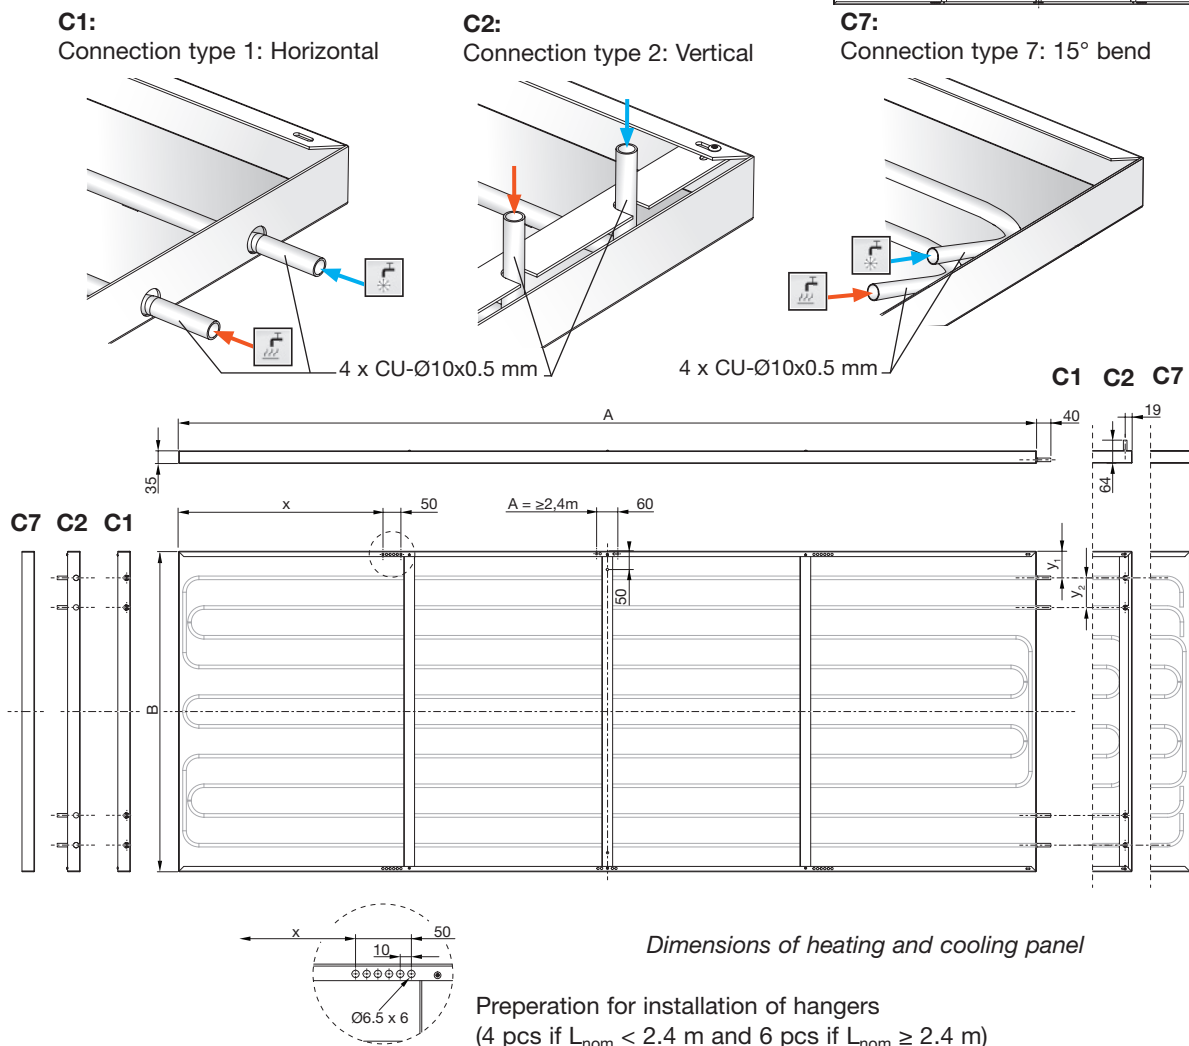 C1:
Connection type 1: Horizontal
C2:
Connection type 2: Vertical
C7:
Connection type 7: 15° bend
4 x CU-Ø10x0.5 mm
4 x CU-Ø10x0.5 mm
C1 C2 C7
A
40
19
35
64
C7 C2 C1
x
50
A = ≥2,4m
60
50
y1
y2
B
x
50
10
Ø6.5 x 6
Dimensions of heating and cooling panel
Preperation for installation of hangers
(4 pcs if Lnom < 2.4 m and 6 pcs if Lnom ≥ 2.4 m)